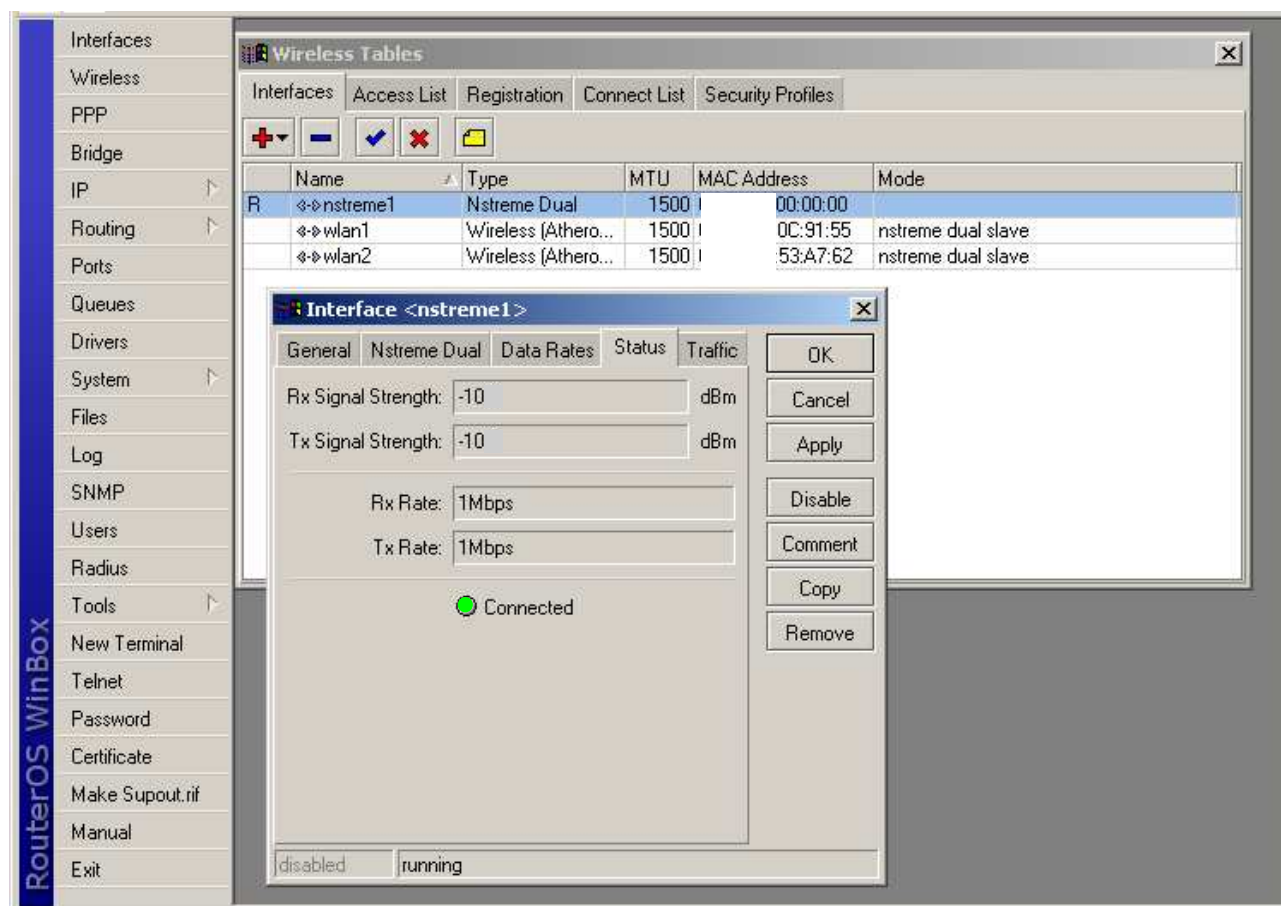 RouterOS WinBox
Interfaces
Wireless
PPP
Bridge
IP
Routing
Ports
Queues
Drivers
System
Files
Log
SNMP
Users
Radius
Tools
New Terminal
Telnet
Password
Certificate
Make Supout.rif
Manual
Exit
Wireless Tables
Interfaces Access List Registration Connect List Security Profiles
Name Type MTU MAC Address Mode
R nstreme1 Nstreme Dual 1500 00:00:00
wlan1 Wireless (Athero... 1500 0C:91:55 nstreme dual slave
wlan2 Wireless (Athero... 1500 :53:A7:62 nstreme dual slave
Interface <nstreme1>
General Nstreme Dual Data Rates Status Traffic
Rx Signal Strength: -10 dBm
Tx Signal Strength: -10 dBm
Rx Rate: 1Mbps
Tx Rate: 1Mbps
Connected
OK
Cancel
Apply
Disable
Comment
Copy
Remove
disabled running